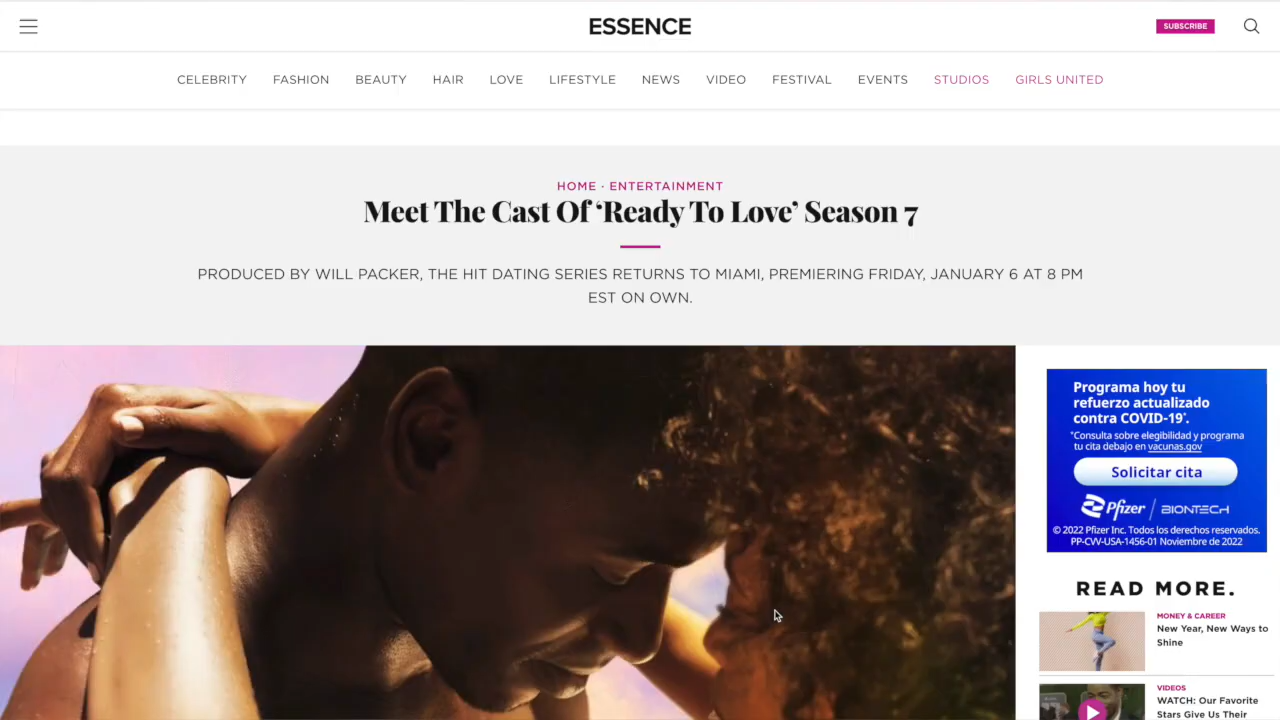 ESSENCE
SUBSCRIBE
CELEBRITY FASHION BEAUTY HAIR LOVE LIFESTYLE NEWS VIDEO FESTIVAL EVENTS STUDIOS GIRLS UNITED
HOME · ENTERTAINMENT
Meet The Cast Of ‘Ready To Love’ Season 7
PRODUCED BY WILL PACKER, THE HIT DATING SERIES RETURNS TO MIAMI, PREMIERING FRIDAY, JANUARY 6 AT 8 PM
EST ON OWN.
Programa hoy tu
refuerzo actualizado
contra COVID-19*.
*Consulta sobre elegibilidad y programa
tu cita debajo en vacunas.gov
Solicitar cita
Pfizer | BIONTECH
© 2022 Pfizer Inc. Todos los derechos reservados.
PP-CVV-USA-1456-01 Noviembre de 2022
READ MORE.
MONEY & CAREER
New Year, New Ways to
Shine
VIDEOS
WATCH: Our Favorite
Stars Give Us Their